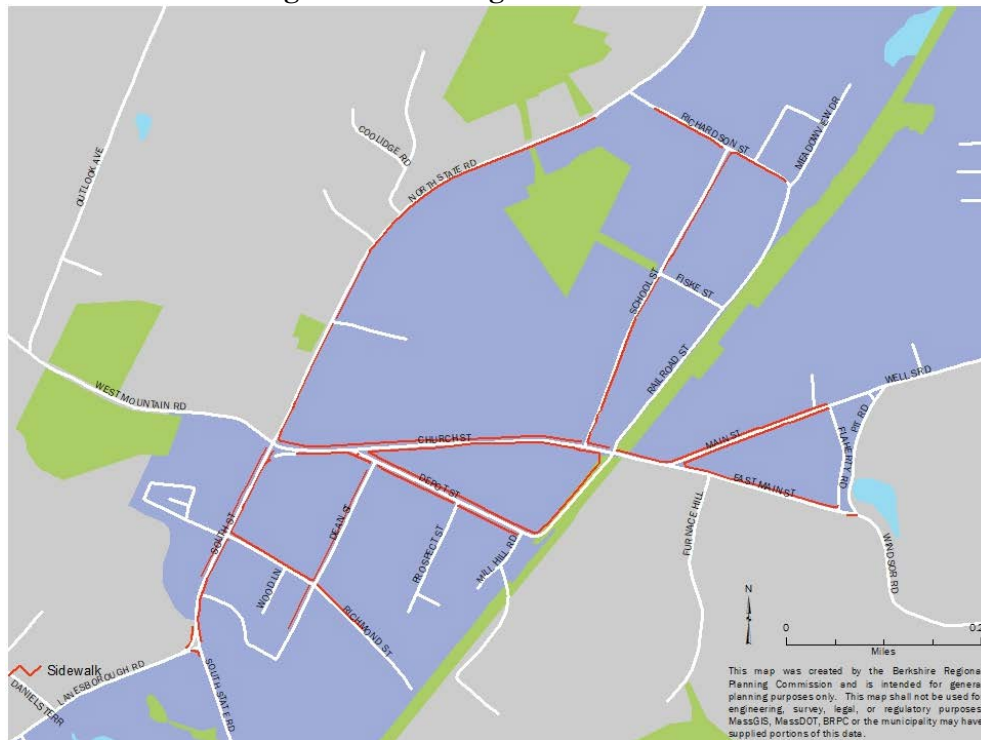 OUTLOOK AVE
COOLIDGE RD
NORTH STATE RD
RICHARDSON ST
MEADOWVIEW DR
SCHOOL ST
FISKE ST
RAILROAD ST
WEST MOUNTAIN RD
CHURCH ST
MAIN ST
WELLS RD
PIT RD
FLAHERTY RD
EAST MAIN ST
DEPOT ST
SOUTH ST
DEAN ST
PROSPECT ST
MILL HILL RD
FURNACE HILL
WINDSOR RD
WOOD LN
RICHMOND ST
Sidewalk
LANESBOROUGH RD
DANIELS TERR
SOUTH STATE RD
N
0
Miles
This map was created by the Berkshire Regiona
Planning Commission and is intended for genera
planning purposes only. This map shall not be used fo
engineering, survey, legal, or regulatory purposes
MassGIS, MassDOT, BRPC or the municipality may have
supplied portions of this data.